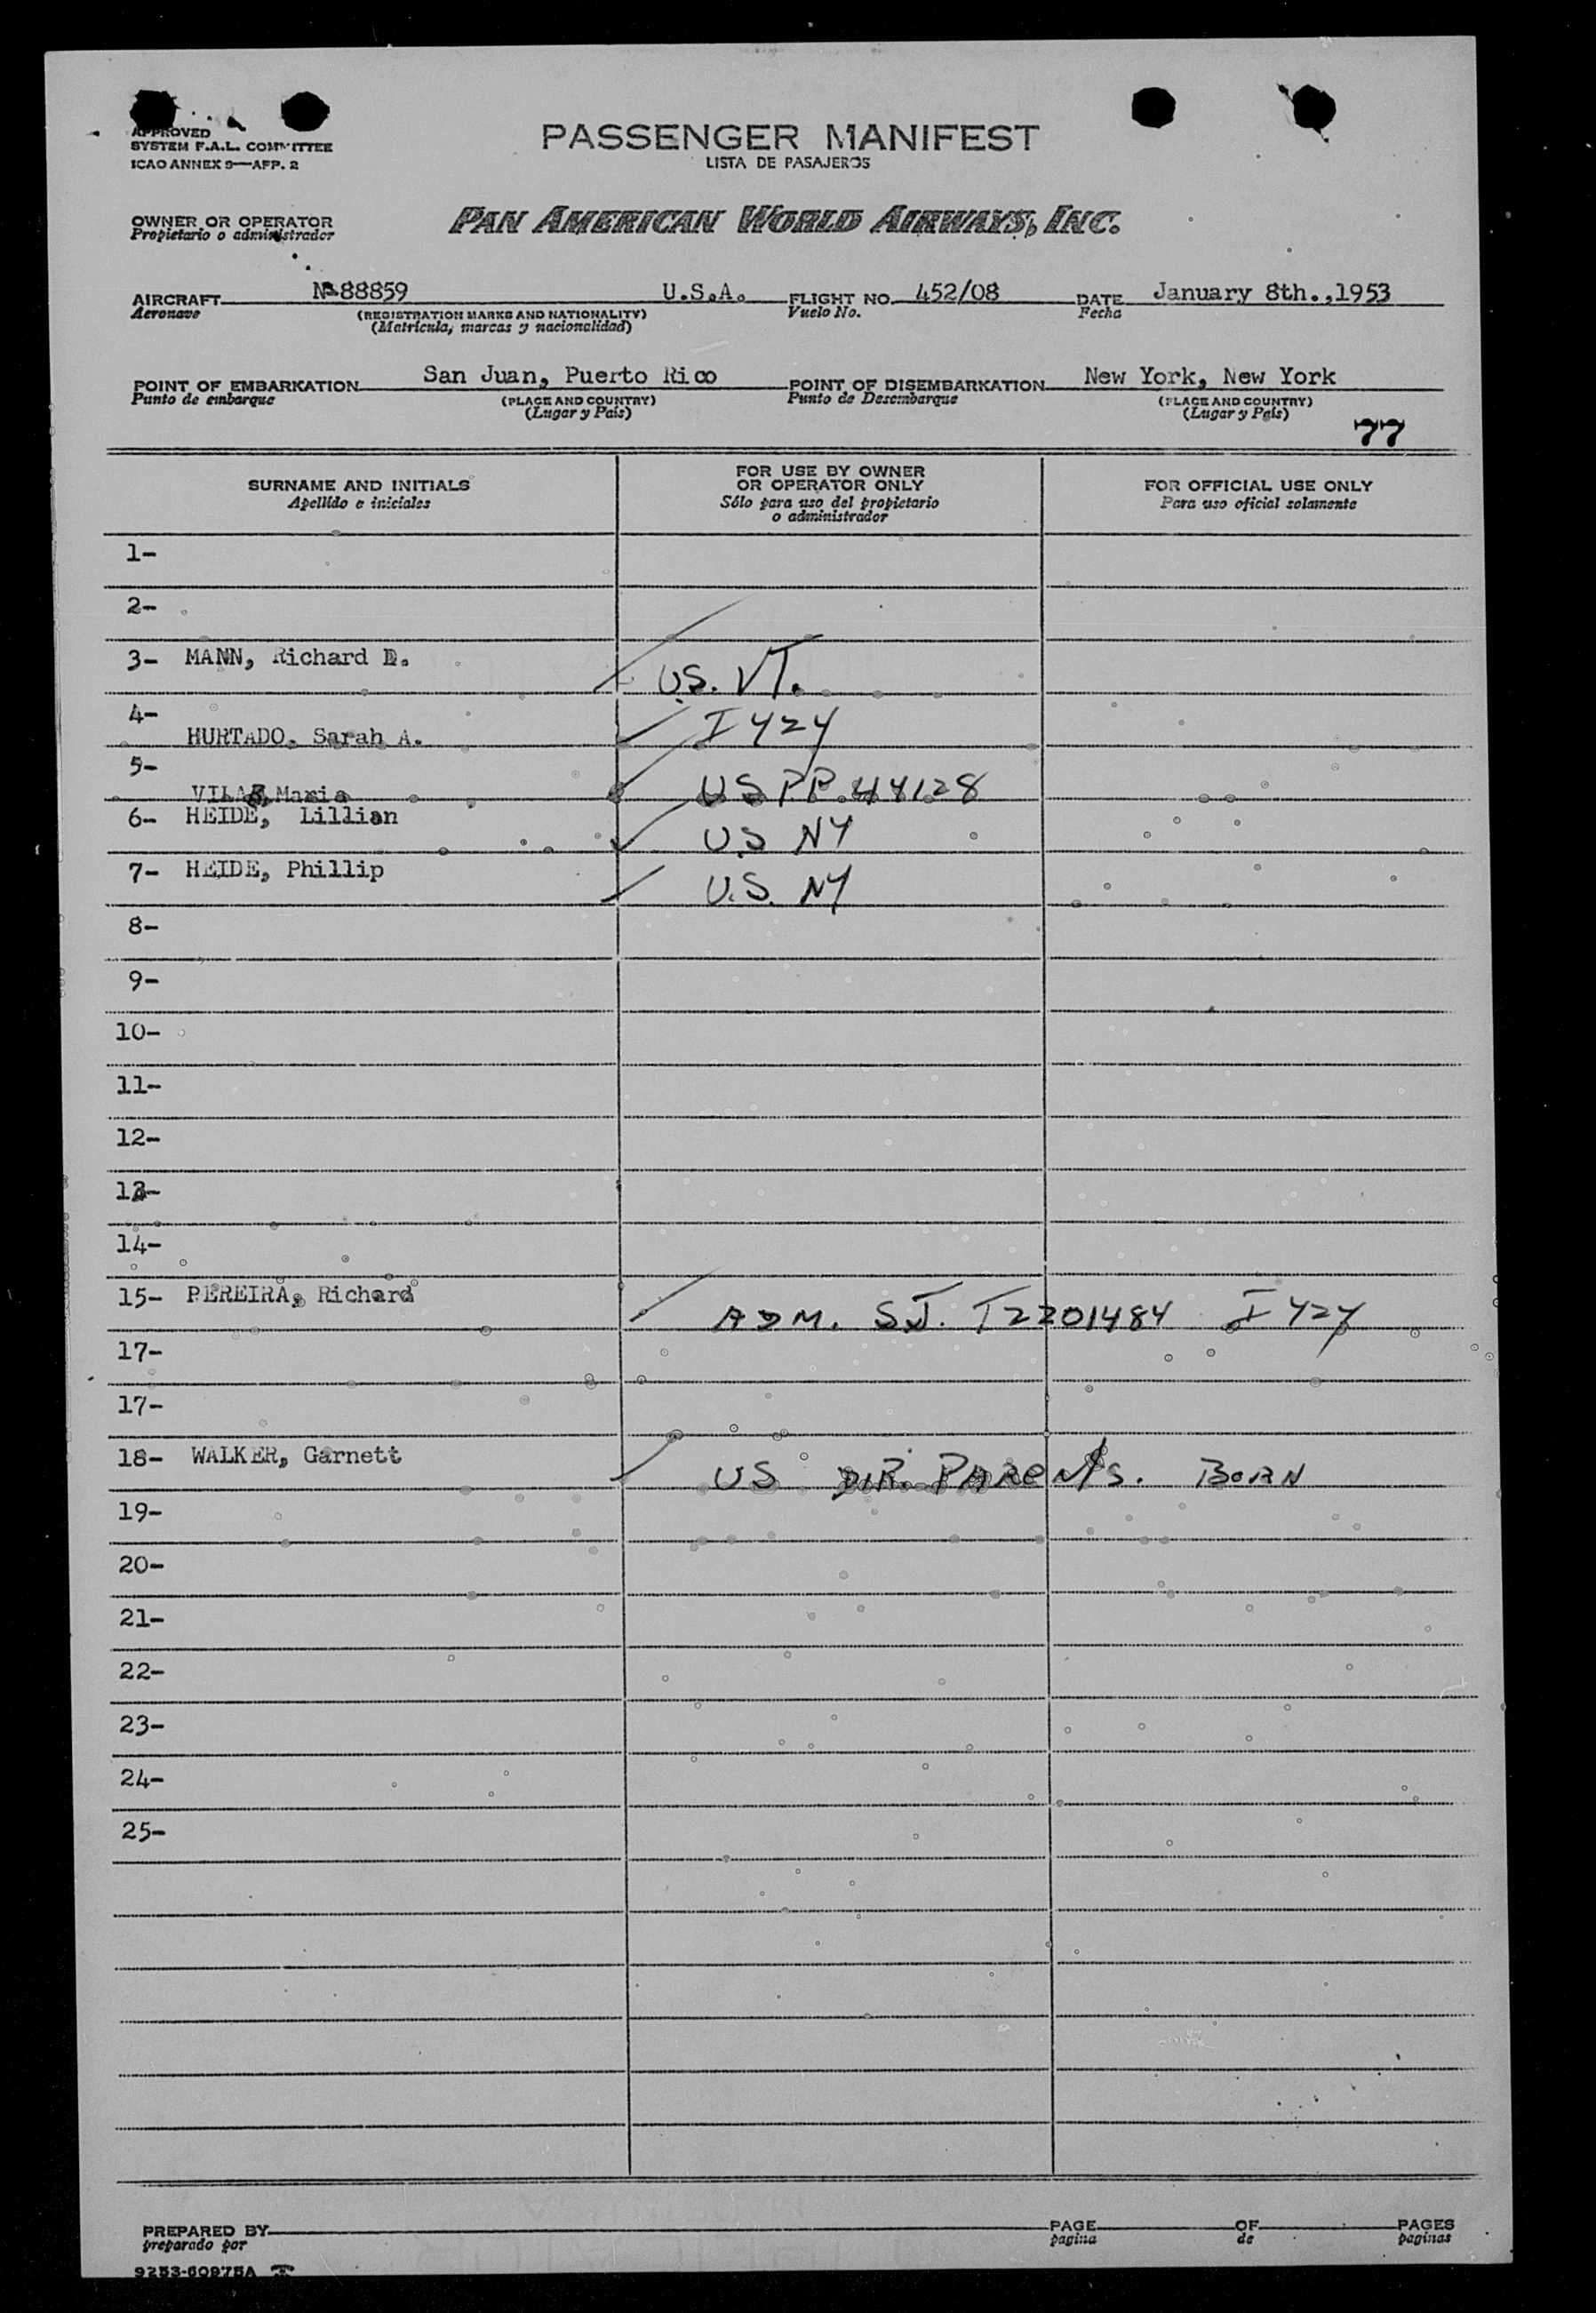 APPROVED
SYSTEM F.A.L. COMMITTEE
ICAO ANNEX 9—APP. 2
PASSENGER MANIFEST
LISTA DE PASAJEROS
OWNER OR OPERATOR
Propietario o administrador
PAN AMERICAN WORLD AIRWAYS, INC.
AIRCRAFT N-88859 U.S.A. FLIGHT NO. 452/08 DATE January 8th.,1953
Aeronave (REGISTRATION MARKS AND NATIONALITY) Vuelo No. Fecha
(Matrícula, marcas y nacionalidad)
POINT OF EMBARKATION San Juan, Puerto Rico POINT OF DISEMBARKATION New York, New York
Punto de embarque (PLACE AND COUNTRY) Punto de Desembarque (PLACE AND COUNTRY)
(Lugar y País) (Lugar y País)
77
SURNAME AND INITIALS
Apellido e iniciales
FOR USE BY OWNER
OR OPERATOR ONLY
Sólo para uso del propietario
o administrador
FOR OFFICIAL USE ONLY
Para uso oficial solamente
1-
2-
3- MANN, Richard D. U.S. VT.
4- HURTADO, Sarah A. I 424
5- Maria US PP 44128
6- HEIDE, Lillian US NY
7- HEIDE, Phillip U.S. NY
8-
9-
10-
11-
12-
13-
14-
15- PEREIRA, Richard ADM. SJ. T2201484 I 424
17-
17-
18- WALKER, Garnett US DIR. PARENTS. BORN
19-
20-
21-
22-
23-
24-
25-
PREPARED BY PAGE OF PAGES
preparado por pagina de paginas
9253-60975A